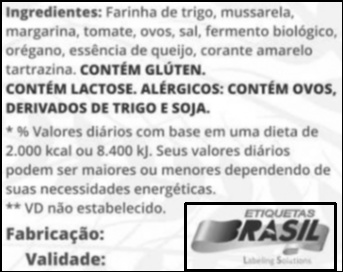 Ingredientes: Farinha de trigo, mussarela,
margarina, tomate, ovos, sal, fermento biológico,
orégano, essência de queijo, corante amarelo
tartrazina. CONTÉM GLÚTEN.
CONTÉM LACTOSE. ALÉRGICOS: CONTÉM OVOS,
DERIVADOS DE TRIGO E SOJA.
* % Valores diários com base em uma dieta de
2.000 kcal ou 8.400 kJ. Seus valores diários
podem ser maiores ou menores dependendo de
suas necessidades energéticas.
** VD não estabelecido.
Fabricação:
Validade:
ETIQUETAS
BRASIL
Labeling Solutions